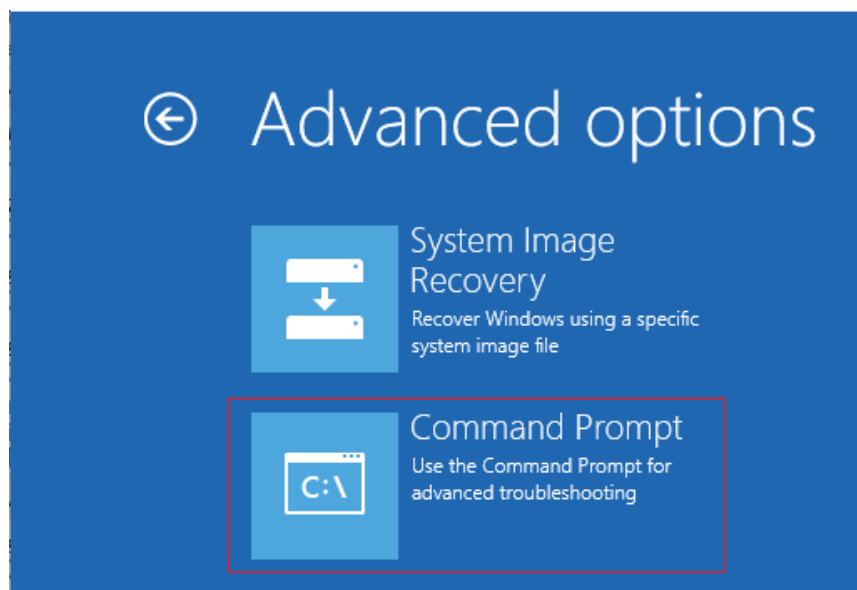 Advanced options
System Image
Recovery
Recover Windows using a specific
system image file
Command Prompt
Use the Command Prompt for
advanced troubleshooting
C:\